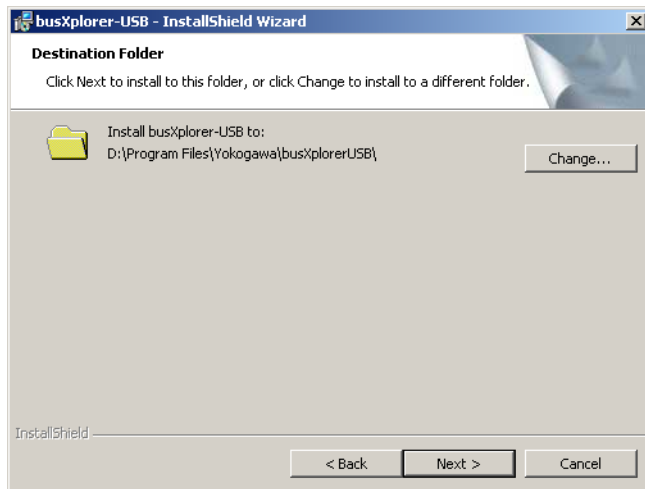 busXplorer-USB - InstallShield Wizard
Destination Folder
Click Next to install to this folder, or click Change to install to a different folder.
Install busXplorer-USB to:
D:\Program Files\Yokogawa\busXplorerUSB\
Change...
InstallShield
< Back
Next >
Cancel